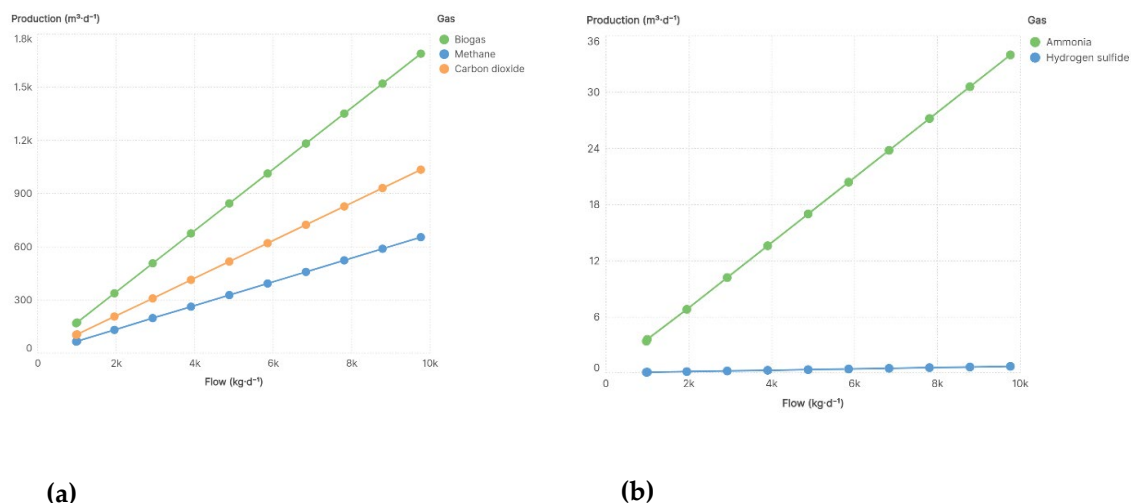 Production (m³·d⁻¹)
Gas
Biogas
Methane
Carbon dioxide
1.8k
1.5k
1.2k
900
600
300
0
0 2k 4k 6k 8k 10k
Flow (kg·d⁻¹)
(a)
Production (m³·d⁻¹)
Gas
Ammonia
Hydrogen sulfide
36
30
24
18
12
6
0
0 2k 4k 6k 8k 10k
Flow (kg·d⁻¹)
(b)